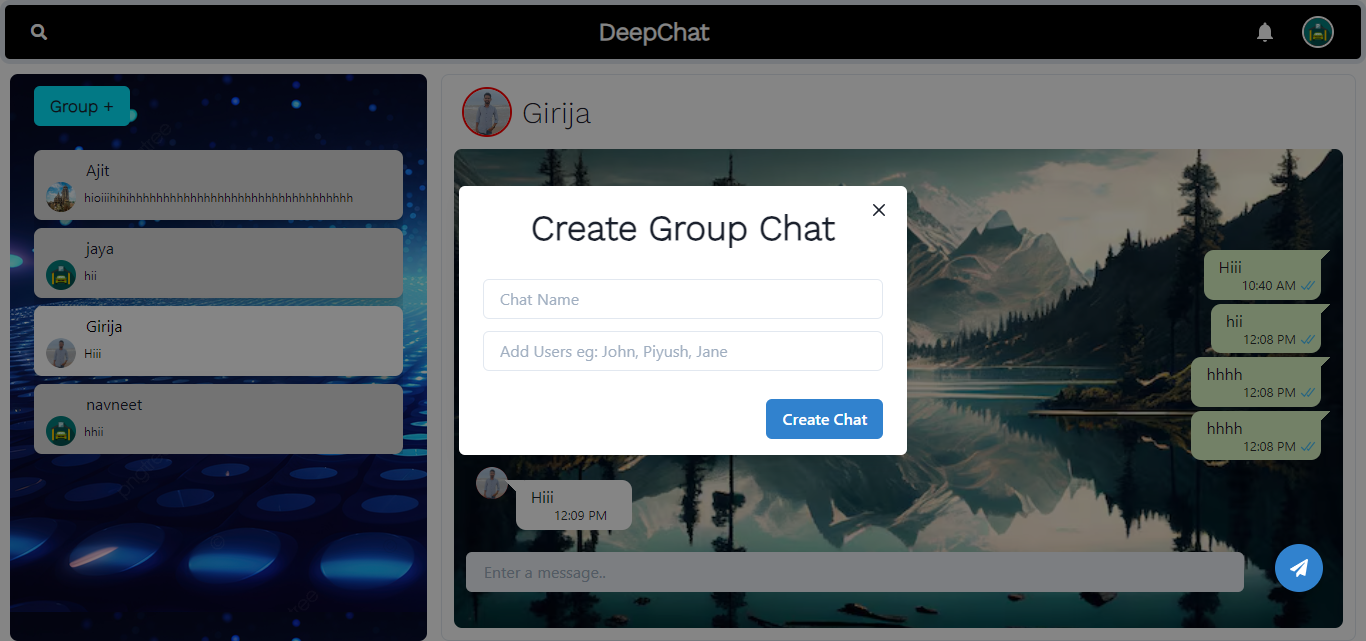 DeepChat
Group +
Ajit
jaya
hii
Girija
Hiii
navneet
hhii
Girija
Create Group Chat
Chat Name
Add Users eg: John, Piyush, Jane
Create Chat
Hiii
10:40 AM
hii
12:08 PM
hhhh
12:08 PM
hhhh
12:08 PM
Hiii
12:09 PM
Enter a message..